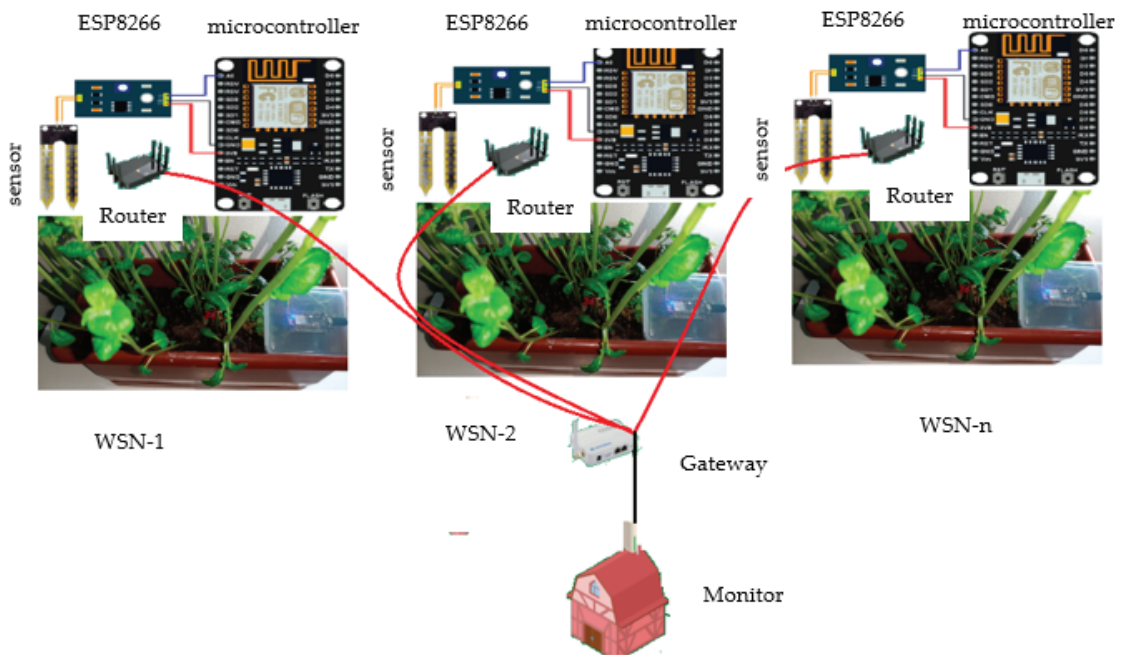 ESP8266
microcontroller
ESP8266
microcontroller
ESP8266
microcontroller
sensor
Router
sensor
Router
sensor
Router
WSN-1
WSN-2
WSN-n
Gateway
Monitor